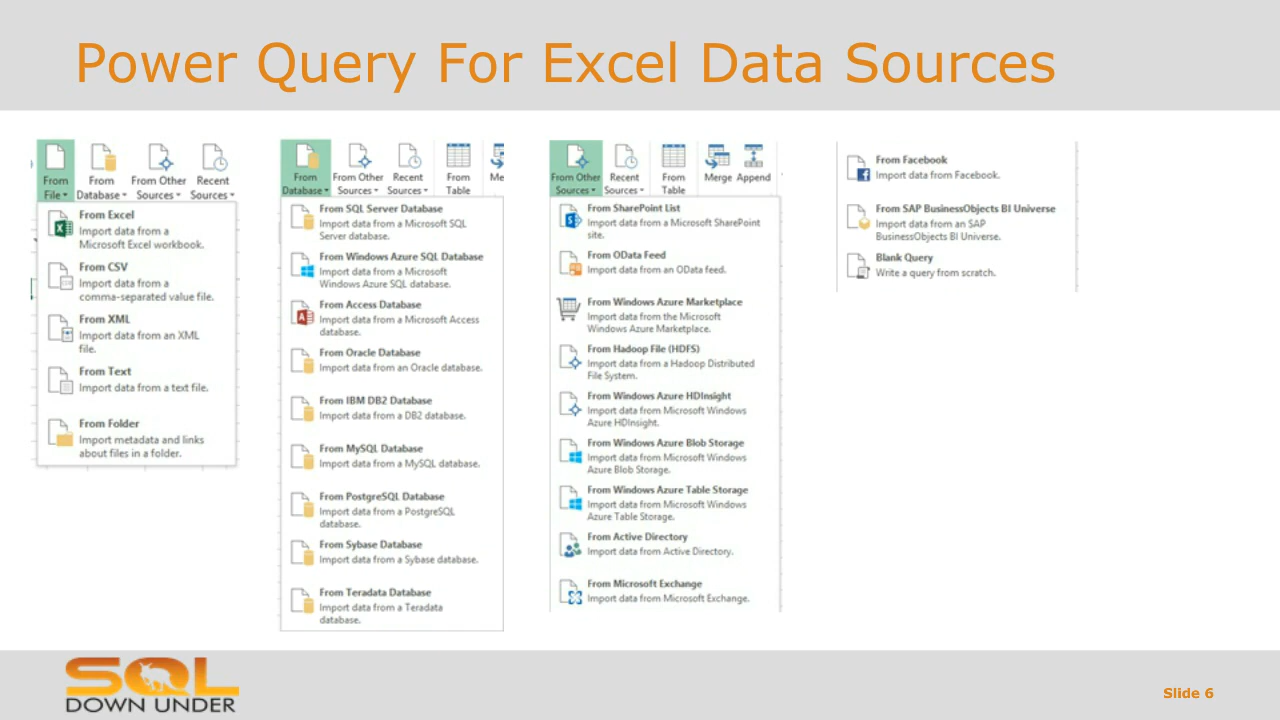 Power Query For Excel Data Sources
From
File
From
Database
From Other
Sources
Recent
Sources
From Excel
Import data from a
Microsoft Excel workbook.
From CSV
Import data from a
comma-separated value file.
From XML
Import data from an XML
file.
From Text
Import data from a text file.
From Folder
Import metadata and links
about files in a folder.
From
Database
From Other
Sources
Recent
Sources
From
Table
Me
From SQL Server Database
Import data from a Microsoft SQL
Server database.
From Windows Azure SQL Database
Import data from a Microsoft
Windows Azure SQL database.
From Access Database
Import data from a Microsoft Access
database.
From Oracle Database
Import data from an Oracle database.
From IBM DB2 Database
Import data from a DB2 database.
From MySQL Database
Import data from a MySQL database.
From PostgreSQL Database
Import data from a PostgreSQL
database.
From Sybase Database
Import data from a Sybase database.
From Teradata Database
Import data from a Teradata
database.
From Other
Sources
Recent
Sources
From
Table
Merge Append
From SharePoint List
Import data from a Microsoft SharePoint
site.
From OData Feed
Import data from an OData feed.
From Windows Azure Marketplace
Import data from the Microsoft
Windows Azure Marketplace.
From Hadoop File (HDFS)
Import data from a Hadoop Distributed
File System.
From Windows Azure HDInsight
Import data from Microsoft Windows
Azure HDInsight.
From Windows Azure Blob Storage
Import data from Microsoft Windows
Azure Blob Storage.
From Windows Azure Table Storage
Import data from Microsoft Windows
Azure Table Storage.
From Active Directory
Import data from Active Directory.
From Microsoft Exchange
Import data from Microsoft Exchange.
From Facebook
Import data from Facebook.
From SAP BusinessObjects BI Universe
Import data from an SAP
BusinessObjects BI Universe.
Blank Query
Write a query from scratch.
SQL
DOWN UNDER
Slide 6